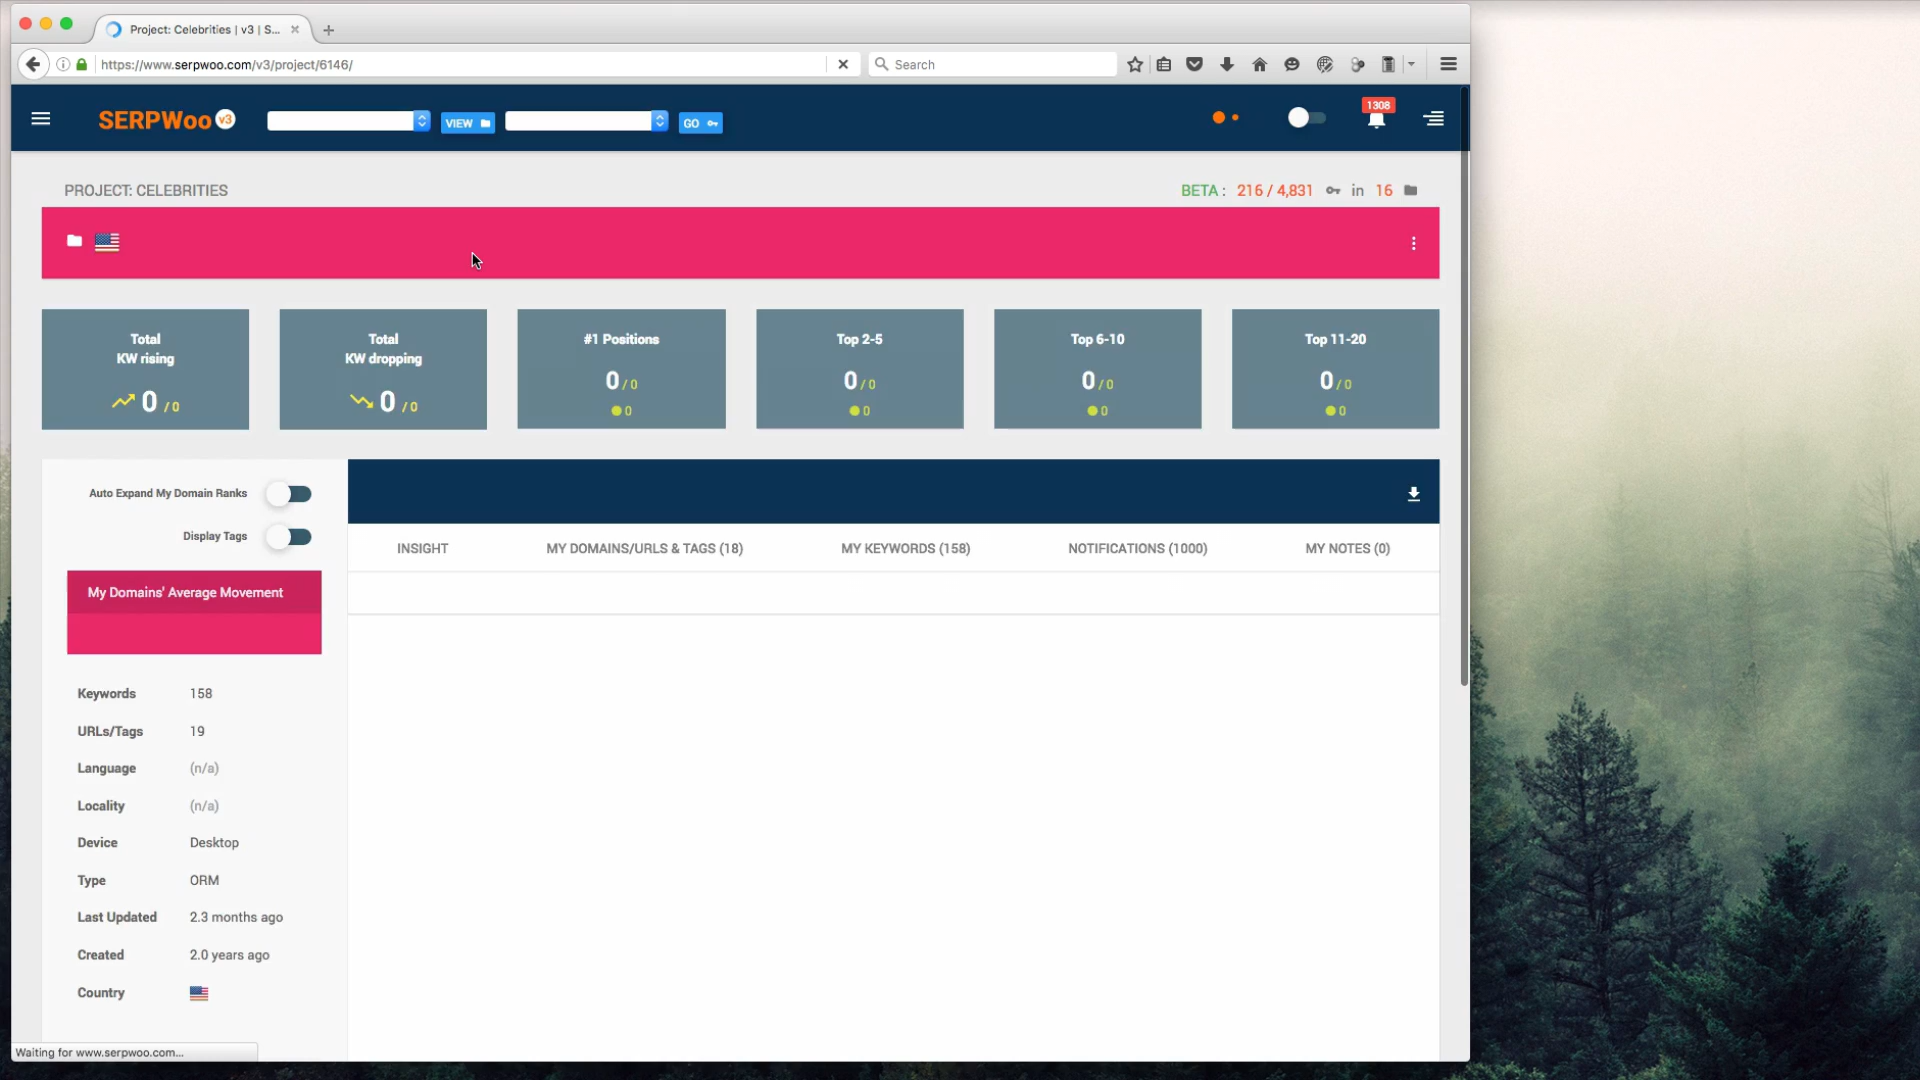 Project: Celebrities | v3 | S...
https://www.serpwoo.com/v3/project/6146/
Search
SERPWoo v3
VIEW
GO
1308
PROJECT: CELEBRITIES
BETA : 216 / 4,831 in 16
Total
KW rising
0 / 0
Total
KW dropping
0 / 0
#1 Positions
0 / 0
0
Top 2-5
0 / 0
0
Top 6-10
0 / 0
0
Top 11-20
0 / 0
0
Auto Expand My Domain Ranks
Display Tags
My Domains' Average Movement
INSIGHT MY DOMAINS/URLS & TAGS (18) MY KEYWORDS (158) NOTIFICATIONS (1000) MY NOTES (0)
Keywords 158
URLs/Tags 19
Language (n/a)
Locality (n/a)
Device Desktop
Type ORM
Last Updated 2.3 months ago
Created 2.0 years ago
Country
Waiting for www.serpwoo.com...